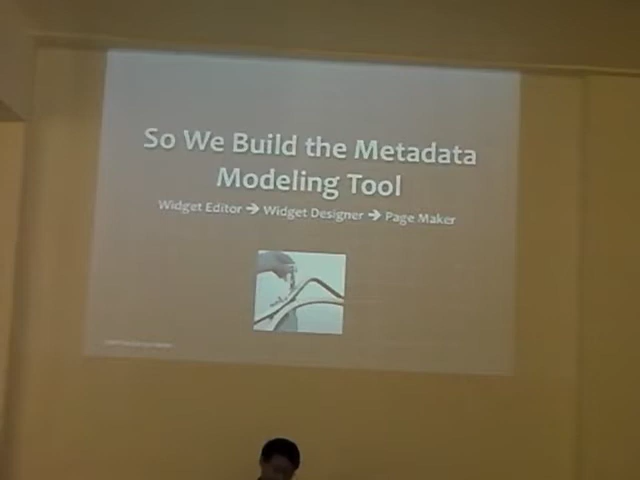 So We Build the Metadata
Modeling Tool
Widget Editor → Widget Designer → Page Maker